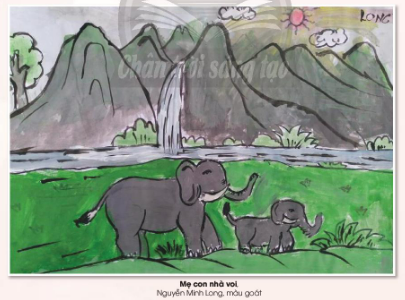 LONG
Chân trời sáng tạo
Mẹ con nhà voi.
Nguyễn Minh Long, màu goát